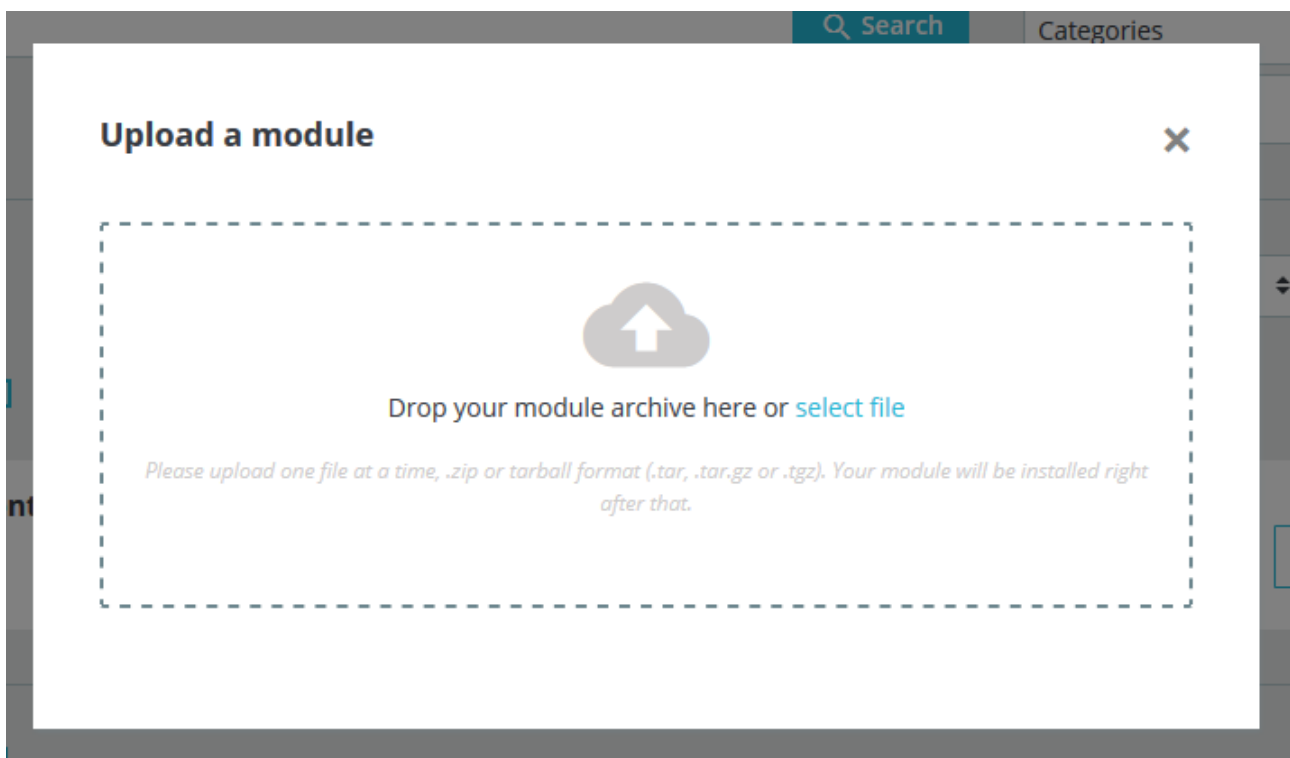 Search
Categories
Upload a module
Drop your module archive here or select file
Please upload one file at a time, .zip or tarball format (.tar, .tar.gz or .tgz). Your module will be installed right
after that.
nt